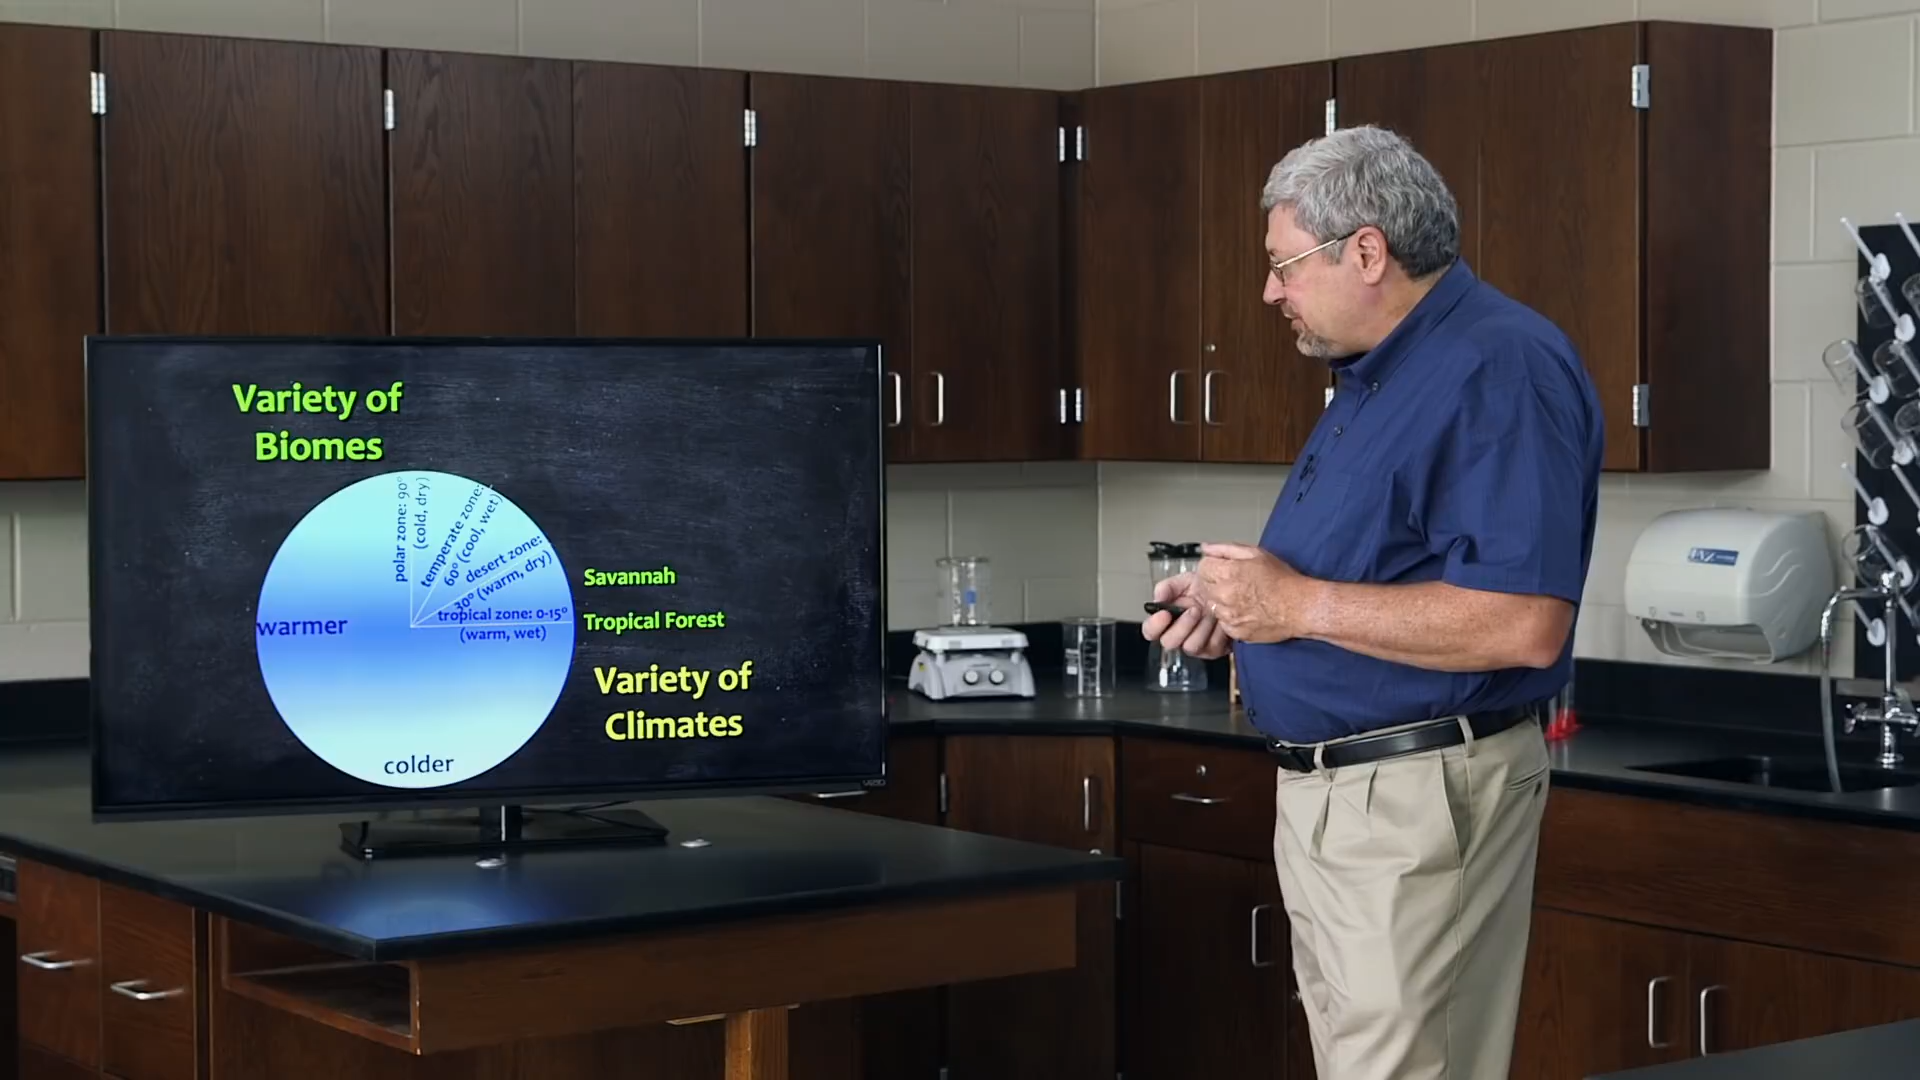 Variety of
Biomes
polar zone: 90°
(cold, dry)
temperate zone:
60° (cool, wet)
desert zone:
30° (warm, dry)
tropical zone: 0-15°
(warm, wet)
warmer
colder
Savannah
Tropical Forest
Variety of
Climates
VIZIO